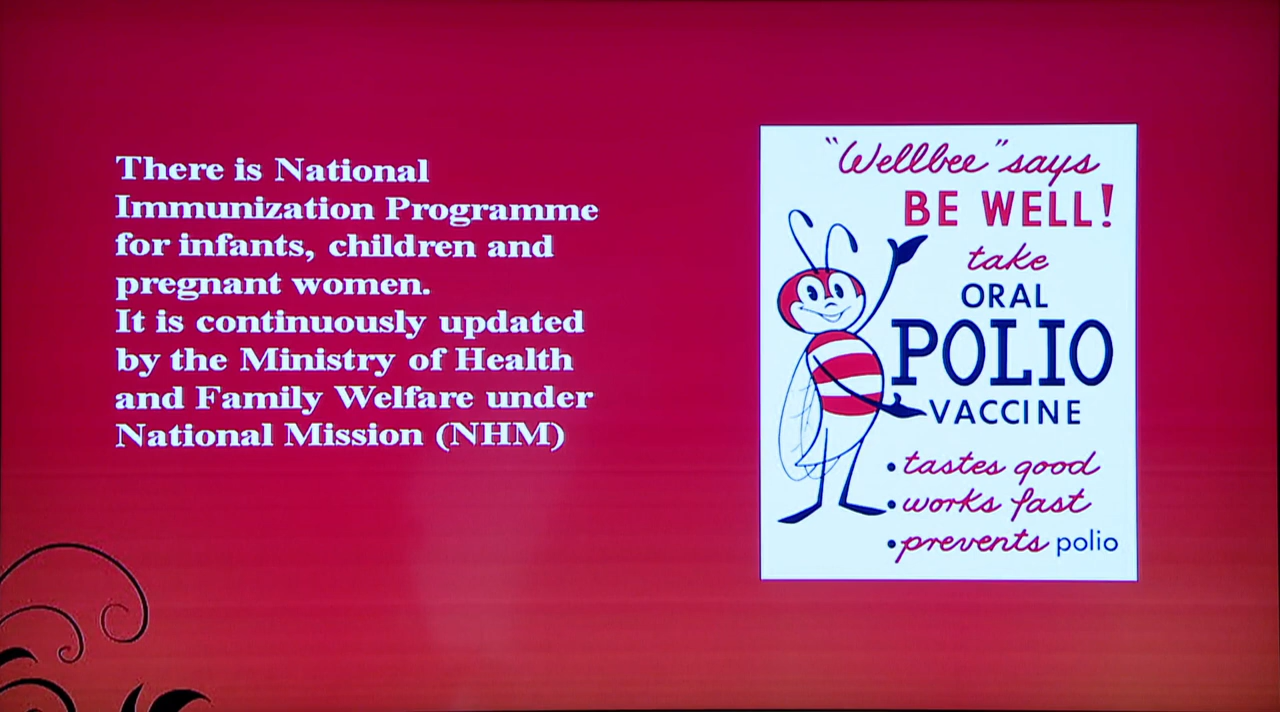 There is National
Immunization Programme
for infants, children and
pregnant women.
It is continuously updated
by the Ministry of Health
and Family Welfare under
National Mission (NHM)
"Wellbee" says
BE WELL!
take
ORAL
POLIO
VACCINE
• tastes good
• works fast
• prevents polio